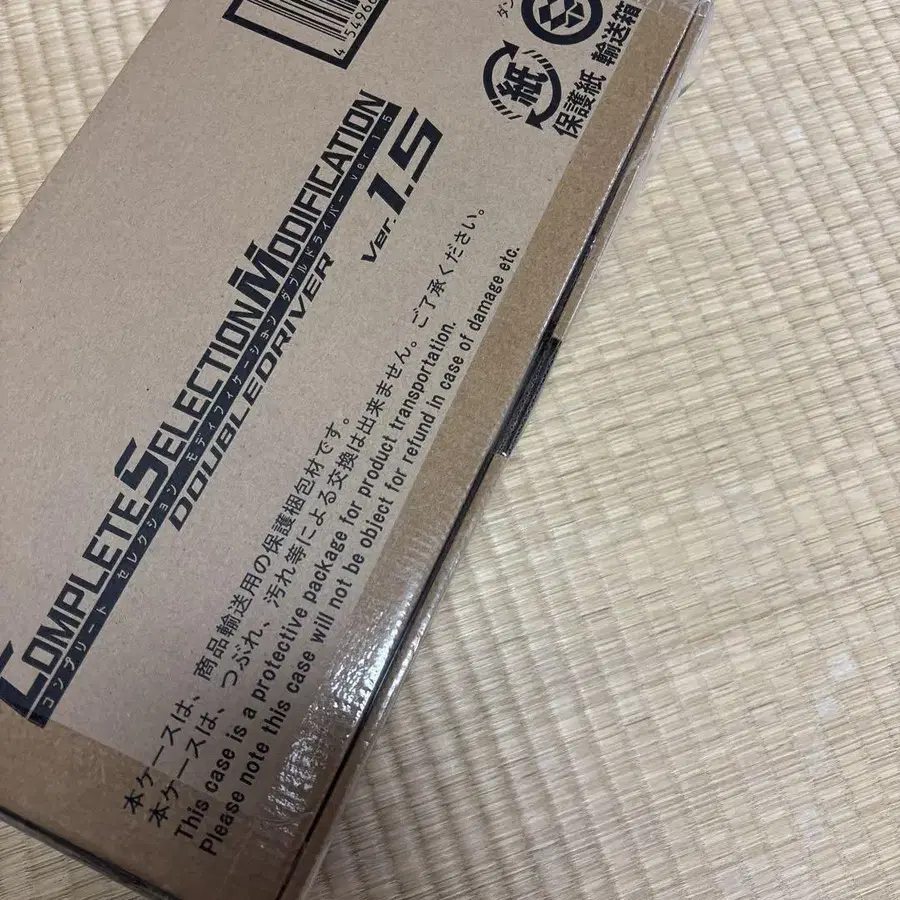 4549660
ダン
紙
保護紙 輸送箱
COMPLETE SELECTION MODIFICATION
コンプリート セレクション モディフィケーション ダブルドライバー ver 1.5
DOUBLEDRIVER
Ver.1.5
本ケースは、商品輸送用の保護梱包材です。
本ケースは、つぶれ、汚れ等による交換は出来ません。ご了承ください。
This case is a protective package for product transportation.
Please note this case will not be object for refund in case of damage etc.